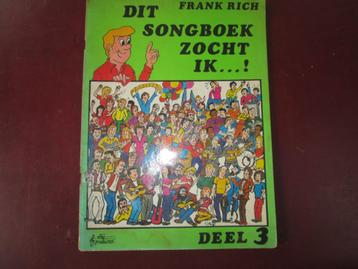 FRANK RICH
DIT
SONGBOEK
ZOCHT
IK...!
DEEL 3